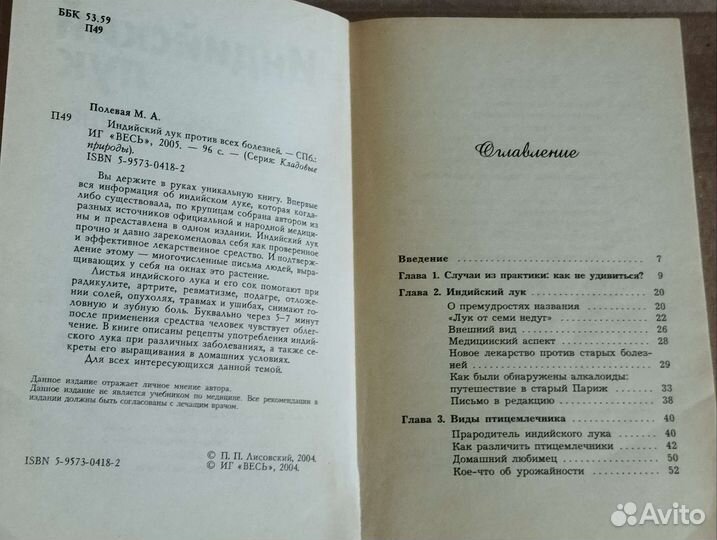 ББК 53.59
П49
Полевая М. А.
П49 Индийский лук против всех болезней. — СПб.:
ИГ «ВЕСЬ», 2005. — 96 с. — (Серия: Кладовые
природы).
ISBN 5-9573-0418-2
Вы держите в руках уникальную книгу. Впервые
вся информация об индийском луке, которая когда-
либо существовала, по крупицам собрана автором из
разных источников официальной и народной медици-
ны и представлена в одном издании. Индийский лук
прочно и давно зарекомендовал себя как проверенное
и эффективное лекарственное средство. И подтверж-
дение этому — многочисленные письма людей, выра-
щивающих у себя на окнах это растение.
Листья индийского лука и его сок помогают при
радикулите, артрите, ревматизме, подагре, отложе-
нии солей, опухолях, травмах и ушибах, снимают го-
ловную и зубную боль. Буквально через 5–7 минут
после применения средства человек чувствует облег-
чение. В книге описаны рецепты употребления индий-
ского лука при различных заболеваниях, а также сек-
реты его выращивания в домашних условиях.
Для всех интересующихся данной темой.
Данное издание отражает личное мнение автора.
Данное издание не является учебником по медицине. Все рекомендации в
издании должны быть согласованы с лечащим врачом.
© П. П. Лисовский, 2004.
ISBN 5-9573-0418-2 © ИГ «ВЕСЬ», 2004.
Оглавление
Введение 7
Глава 1. Случаи из практики: как не удивиться? 9
Глава 2. Индийский лук 20
О премудростях названия 20
«Лук от семи недуг» 22
Внешний вид 26
Медицинский аспект 28
Новое лекарство против старых болез-
ней 29
Как были обнаружены алкалоиды:
путешествие в старый Париж 33
Письмо в редакцию 38
Глава 3. Виды птицемлечника 40
Прародитель индийского лука 40
Как различить птицемлечники 42
Домашний любимец 50
Кое-что об урожайности 52
Avito